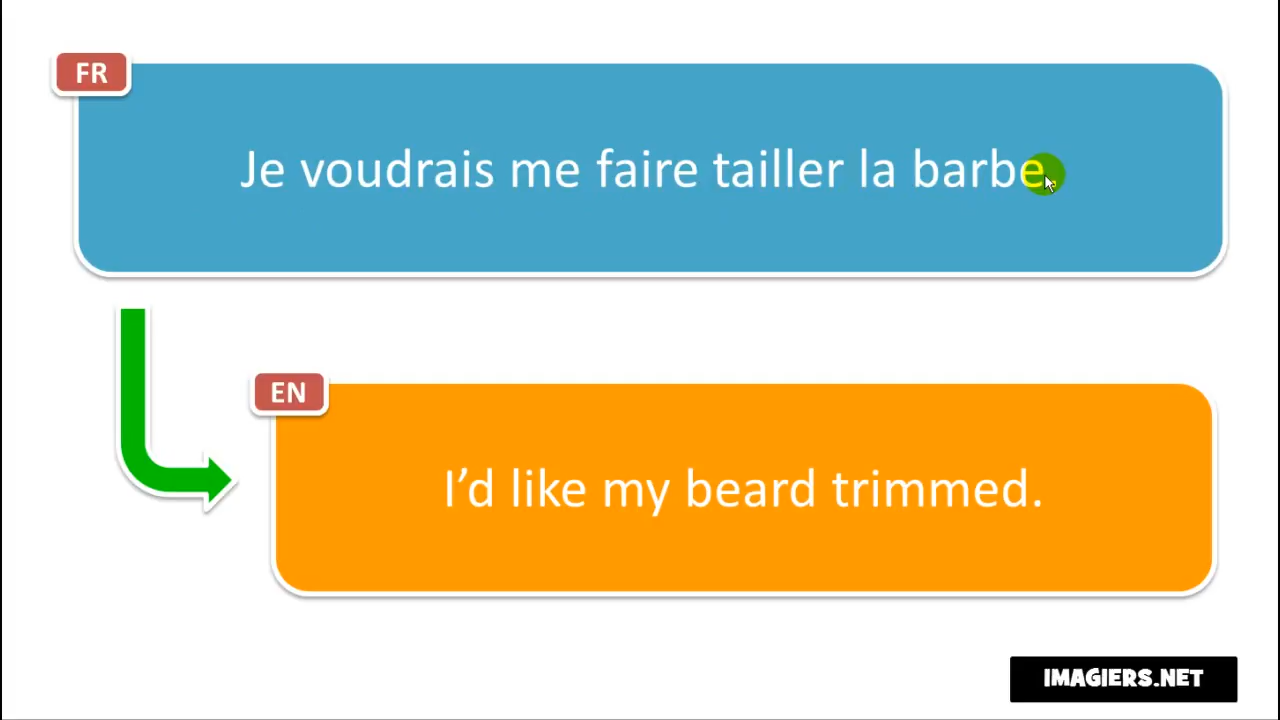 FR
Je voudrais me faire tailler la barbe.
EN
I’d like my beard trimmed.
IMAGIERS.NET